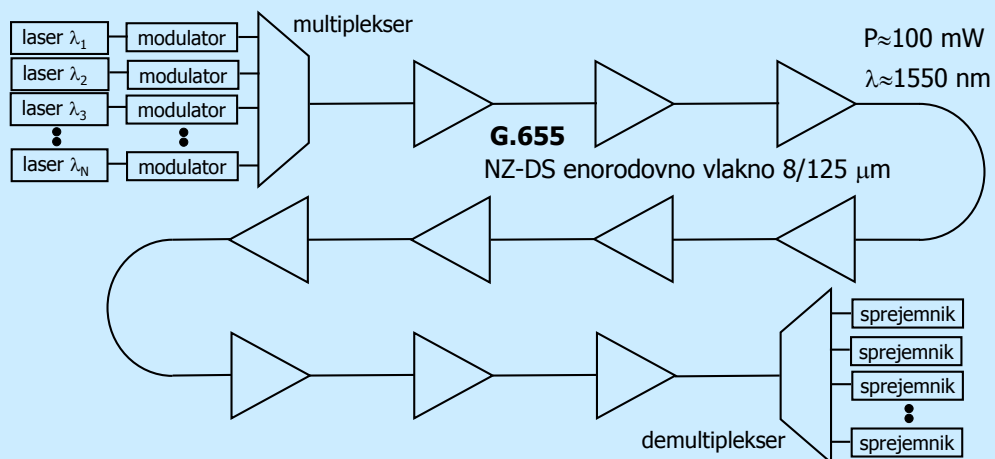 laser λ₁
modulator
multiplekser
laser λ₂
modulator
laser λ₃
modulator
laser λN
modulator
P≈100 mW
λ≈1550 nm
G.655
NZ-DS enorodovno vlakno 8/125 μm
sprejemnik
sprejemnik
sprejemnik
sprejemnik
demultiplekser